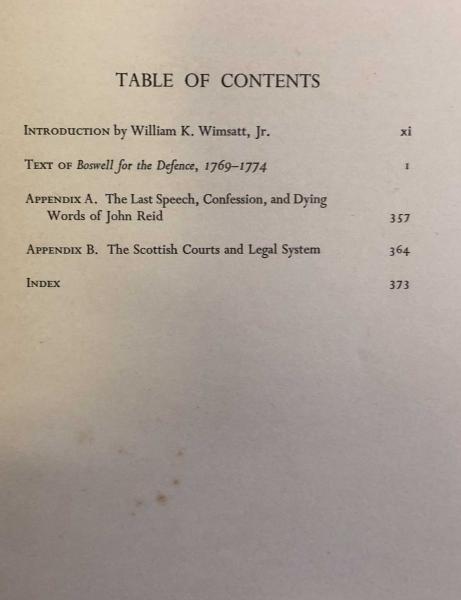 TABLE OF CONTENTS
INTRODUCTION by William K. Wimsatt, Jr. xi
TEXT OF Boswell for the Defence, 1769–1774 1
APPENDIX A. The Last Speech, Confession, and Dying
Words of John Reid 357
APPENDIX B. The Scottish Courts and Legal System 364
INDEX 373